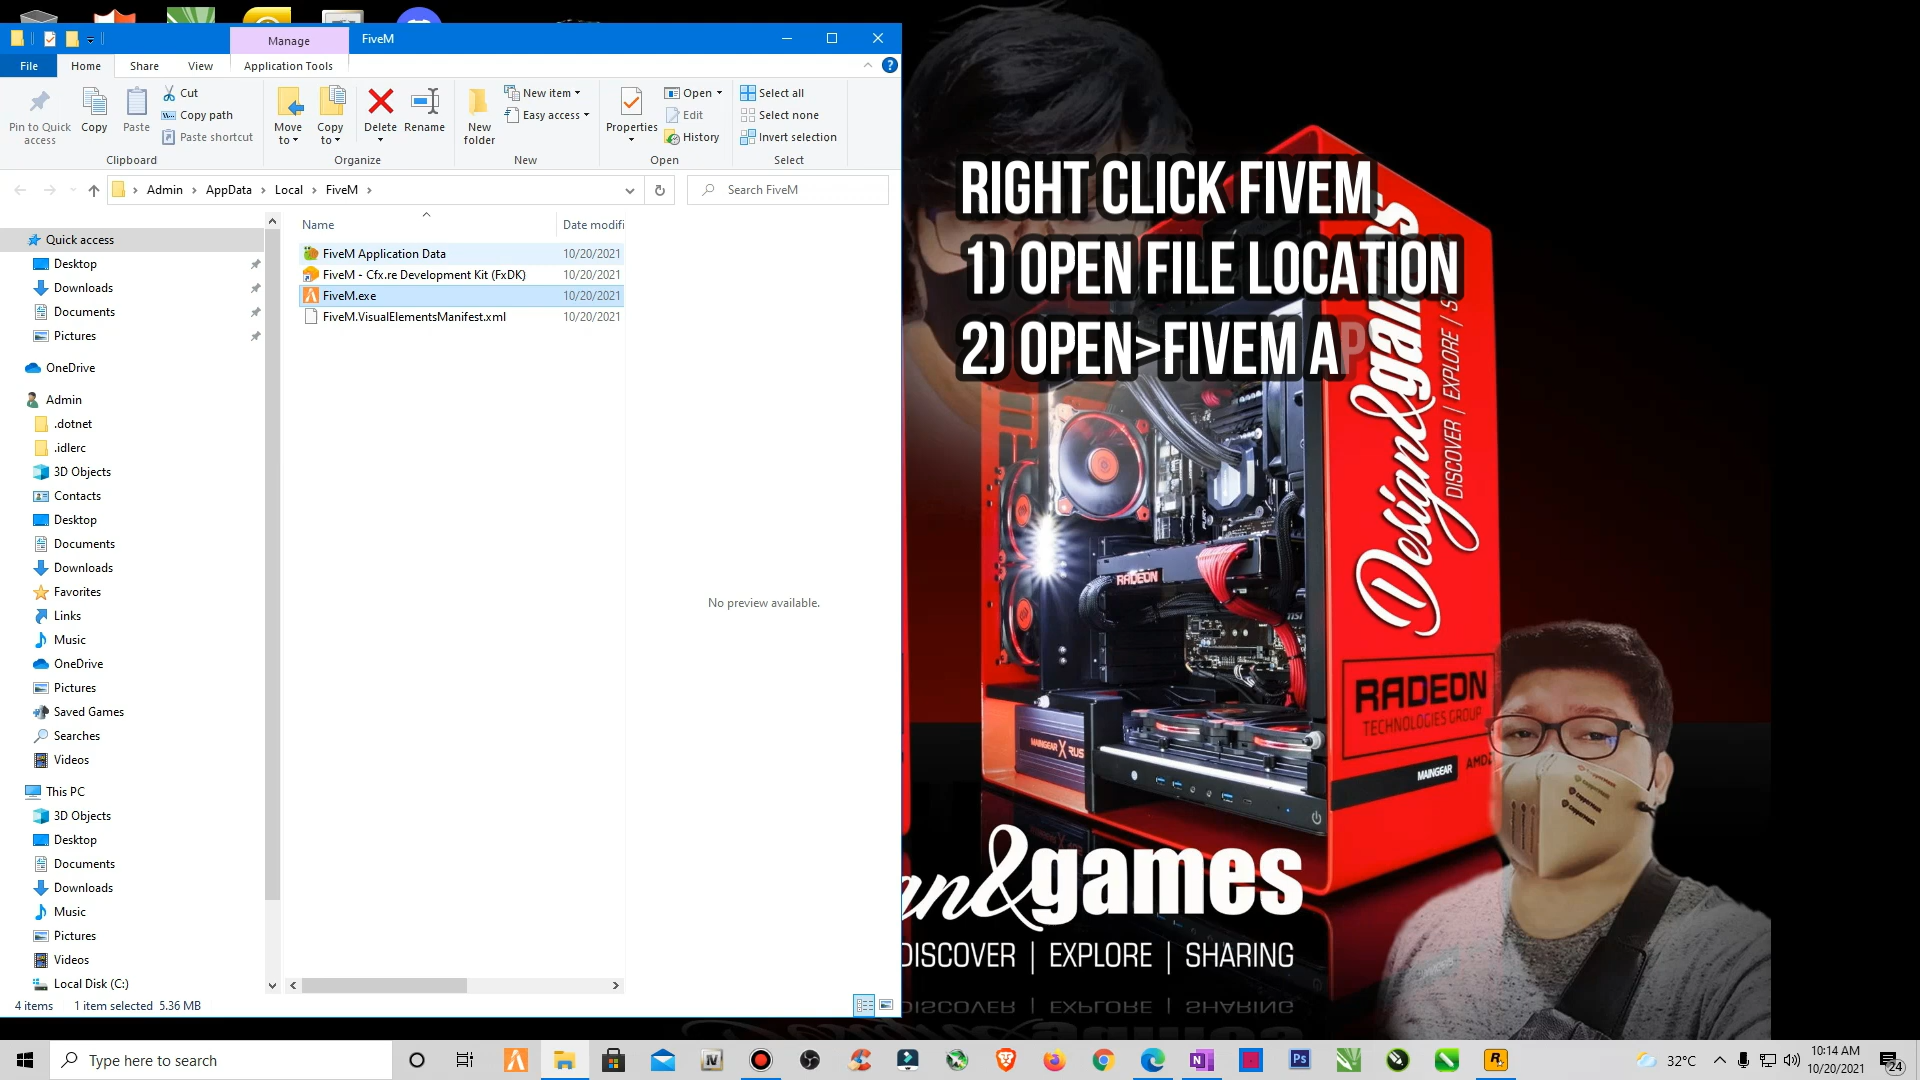 Manage
FiveM
File
Home
Share
View
Application Tools
Pin to Quick access
Copy
Paste
Cut
Copy path
Paste shortcut
Clipboard
Move to
Copy to
Delete
Rename
Organize
New folder
New item
Easy access
New
Properties
Open
Edit
History
Open
Select all
Select none
Invert selection
Select
Admin > AppData > Local > FiveM >
Search FiveM
Name
Date modifi
FiveM Application Data 10/20/2021
FiveM - Cfx.re Development Kit (FxDK) 10/20/2021
FiveM.exe 10/20/2021
FiveM.VisualElementsManifest.xml 10/20/2021
No preview available.
Quick access
Desktop
Downloads
Documents
Pictures
OneDrive
Admin
.dotnet
.idlerc
3D Objects
Contacts
Desktop
Documents
Downloads
Favorites
Links
Music
OneDrive
Pictures
Saved Games
Searches
Videos
This PC
3D Objects
Desktop
Documents
Downloads
Music
Pictures
Videos
Local Disk (C:)
4 items 1 item selected 5.36 MB
RIGHT CLICK FIVEM
1) OPEN FILE LOCATION
2) OPEN>FIVEM AP
Design&games
DISCOVER | EXPLORE | S
RADEON
RADEON
TECHNOLOGIES GROUP
MAINGEAR X RUS
MAINGEAR AMD
gn&games
DISCOVER | EXPLORE | SHARING
Type here to search
32°C
10:14 AM
10/20/2021
24